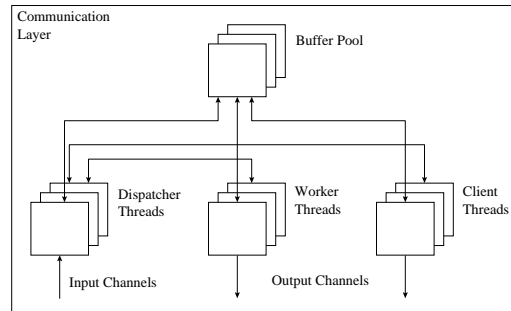 Communication
Layer
Buffer Pool
Dispatcher
Threads
Worker
Threads
Client
Threads
Input Channels
Output Channels